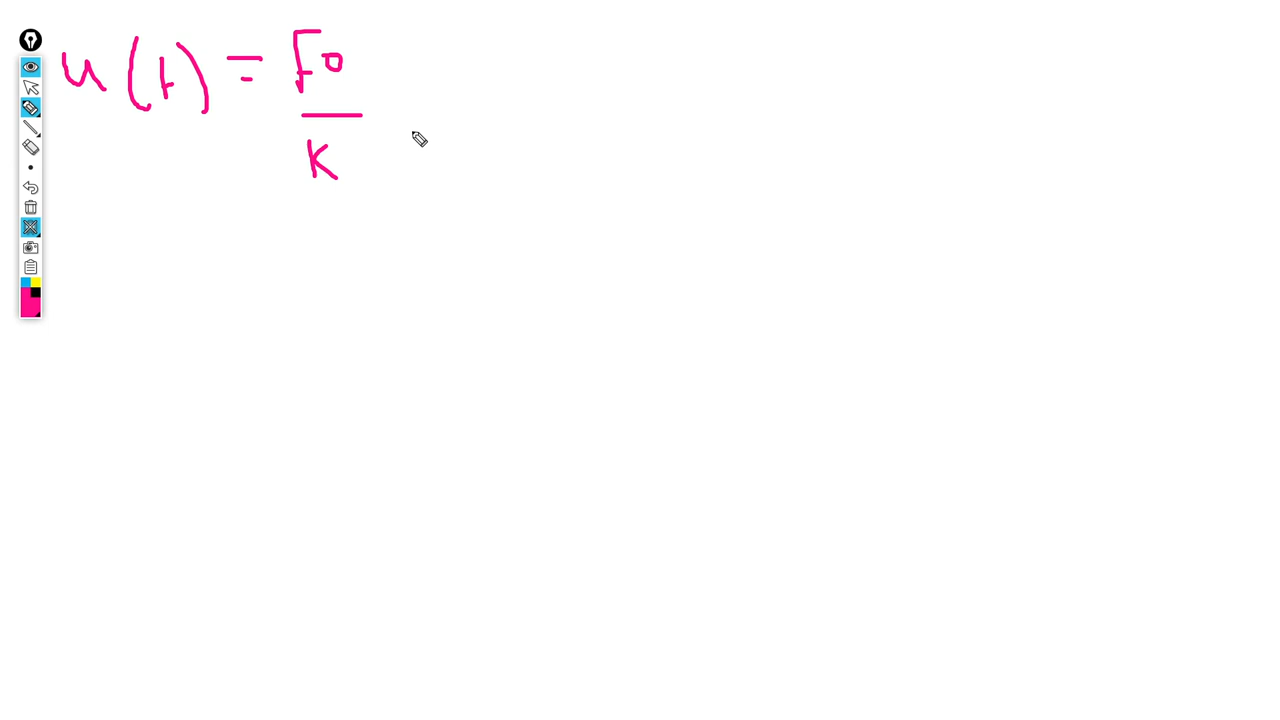 u(t) = Fo
K